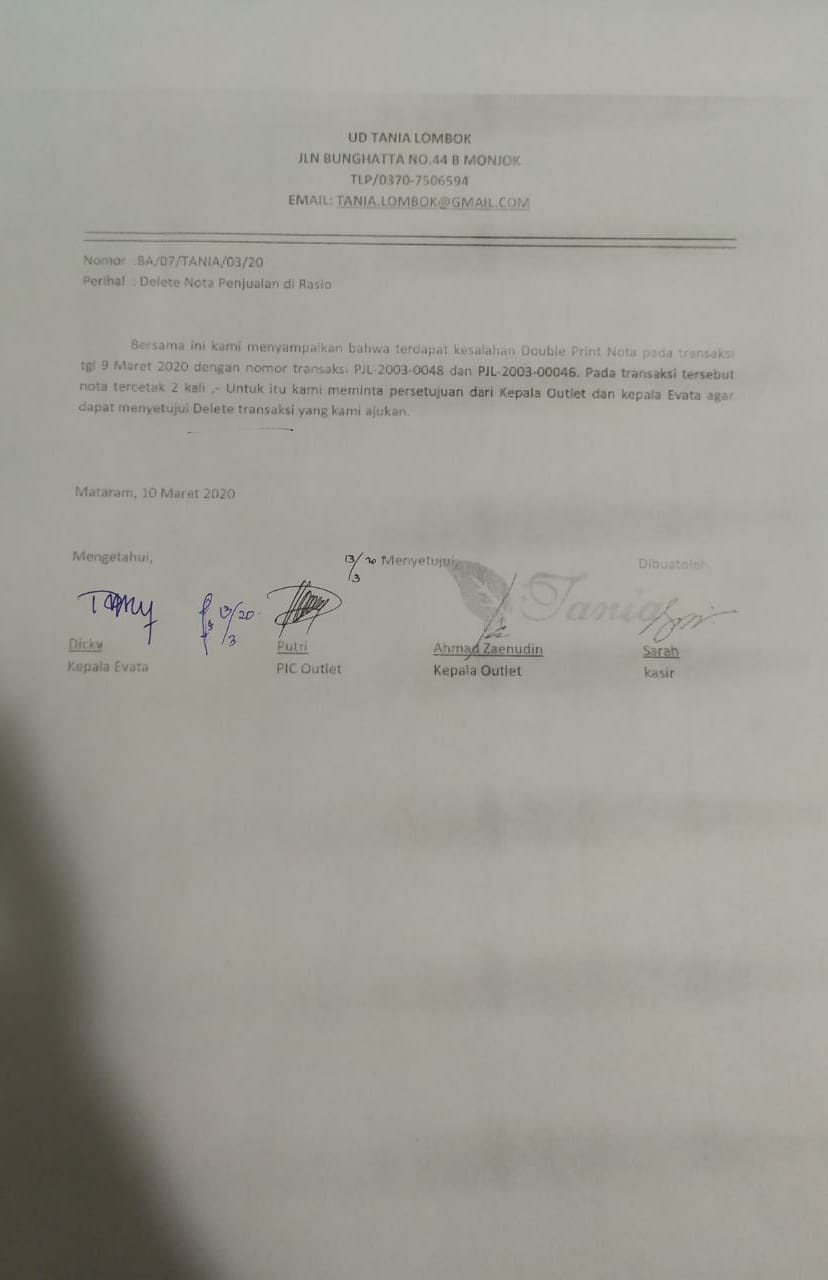 UD TANIA LOMBOK
JLN BUNGHATTA NO.44 B MONJOK
TLP/0370-7506594
EMAIL: TANIA.LOMBOK@GMAIL.COM
Nomor :BA/07/TANIA/03/20
Perihal : Delete Nota Penjualan di Rasio
Bersama ini kami menyampaikan bahwa terdapat kesalahan Double Print Nota pada transaksi
tgl 9 Maret 2020 dengan nomor transaksi PJL-2003-0048 dan PJL-2003-00046. Pada transaksi tersebut
nota tercetak 2 kali ,- Untuk itu kami meminta persetujuan dari Kepala Outlet dan kepala Evata agar
dapat menyetujui Delete transaksi yang kami ajukan.
Mataram, 10 Maret 2020
Mengetahui, 13/3 20 Menyetujui, Dibuatoleh
13/3 20 Tania
Dicky Putri Ahmad Zaenudin Sarah
Kepala Evata PIC Outlet Kepala Outlet kasir